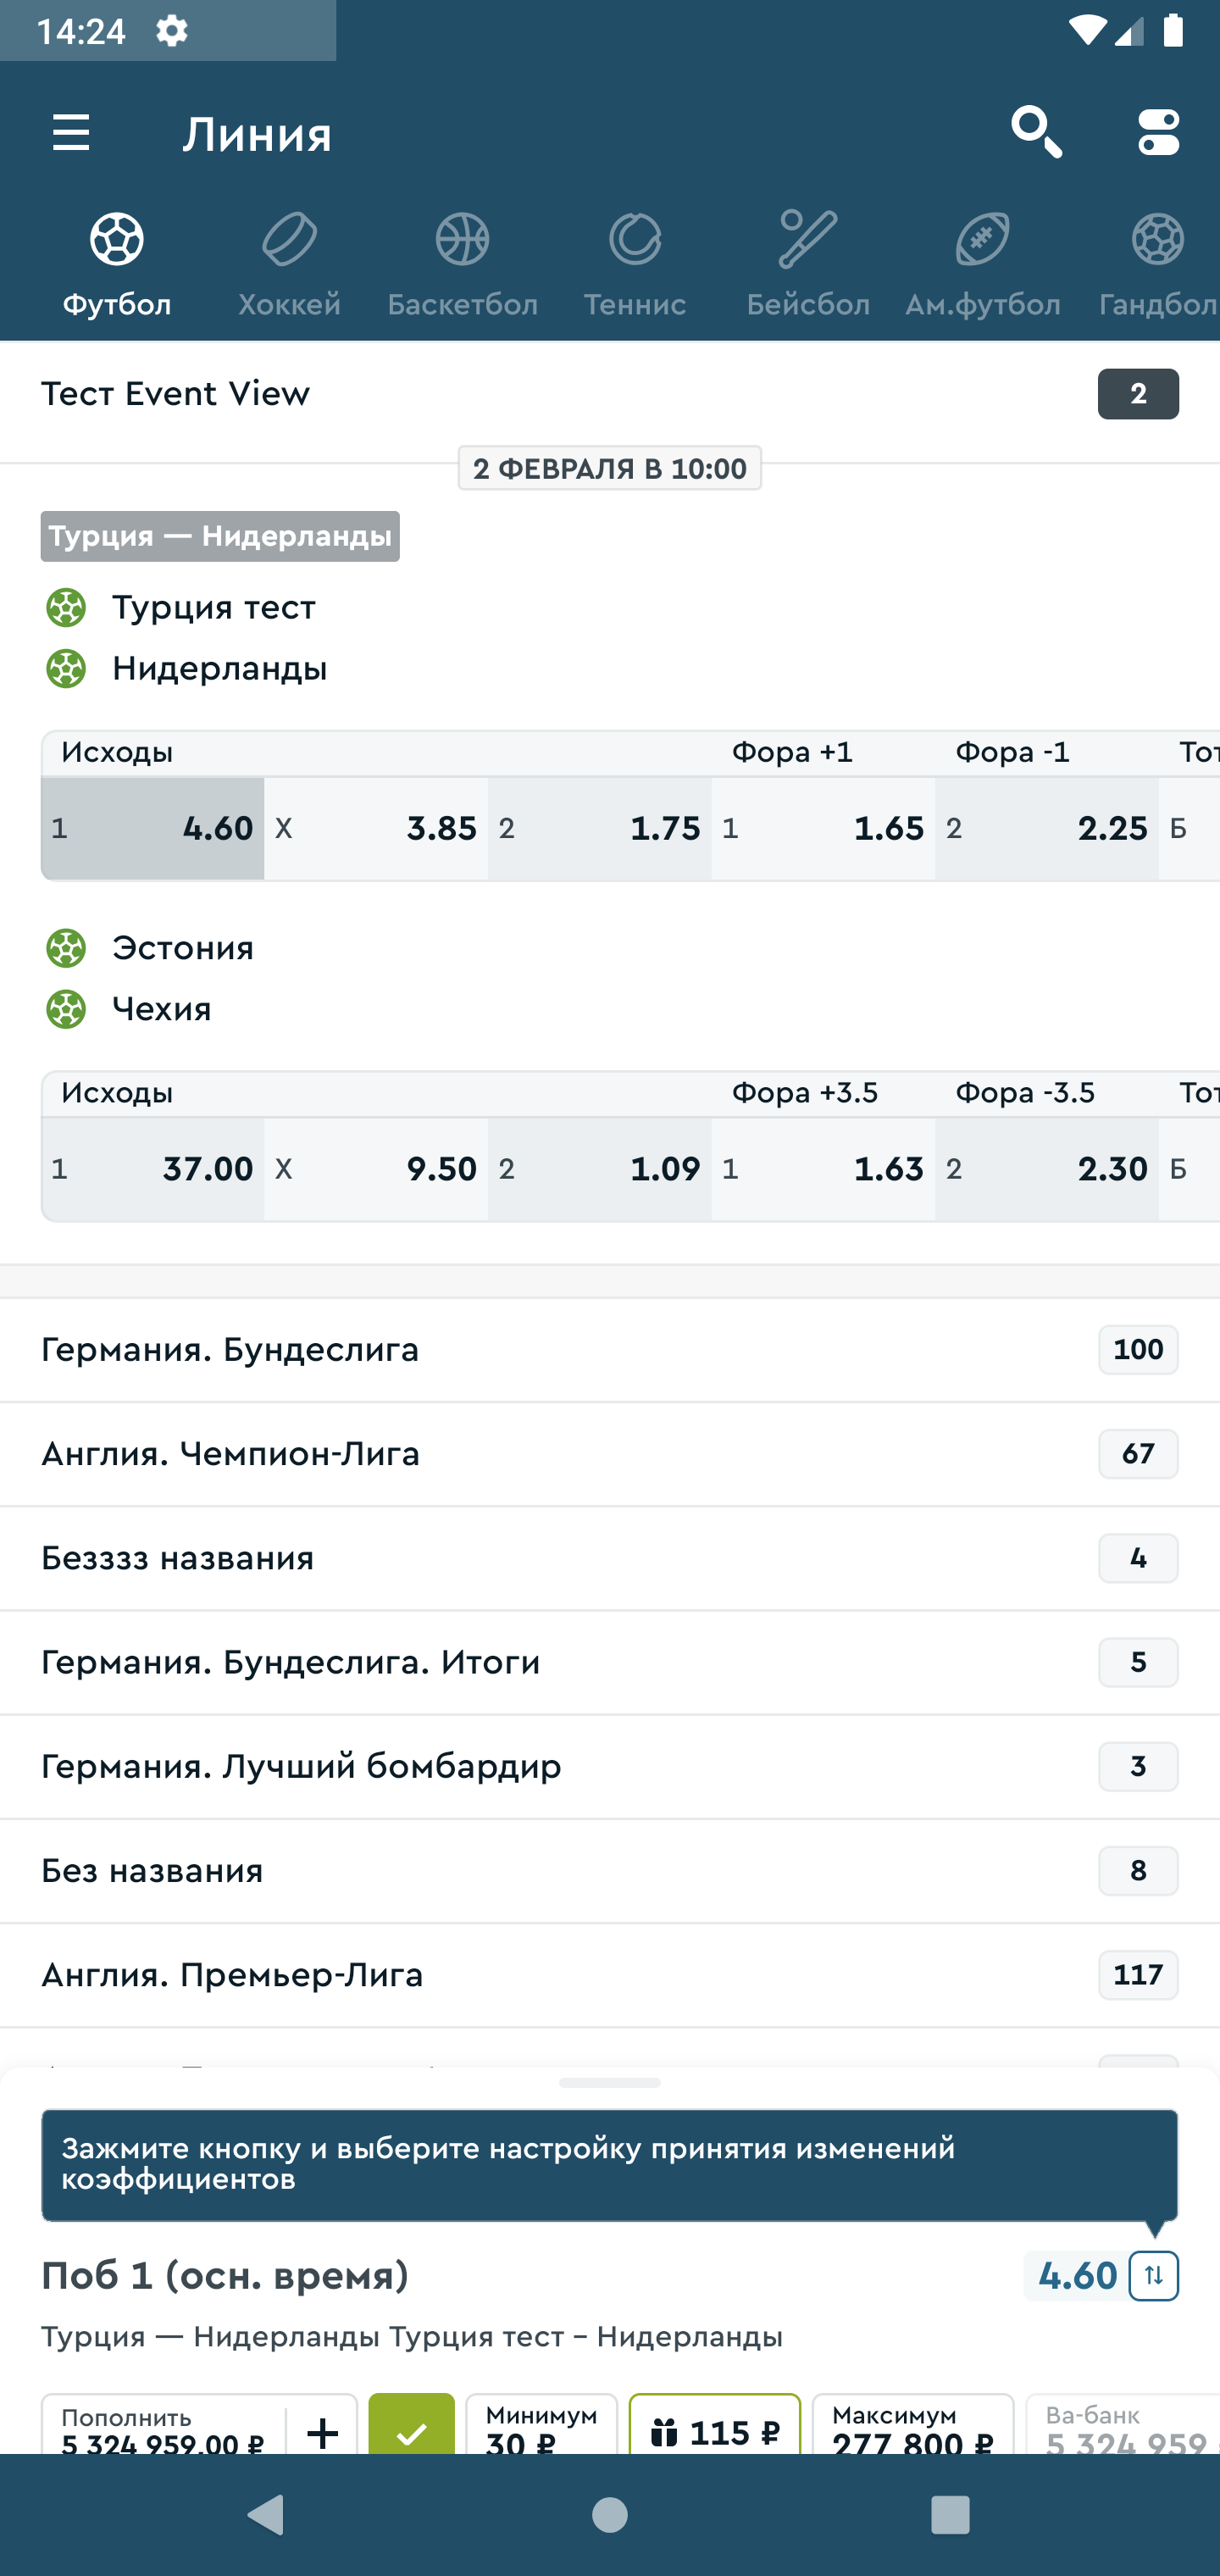 14:24
Линия
Футбол Хоккей Баскетбол Теннис Бейсбол Ам.футбол Гандбол
Тест Event View 2
2 ФЕВРАЛЯ В 10:00
Турция — Нидерланды
Турция тест
Нидерланды
Исходы Фора +1 Фора -1
1 4.60 X 3.85 2 1.75 1 1.65 2 2.25 Б
Эстония
Чехия
Исходы Фора +3.5 Фора -3.5
1 37.00 X 9.50 2 1.09 1 1.63 2 2.30 Б
Германия. Бундеслига 100
Англия. Чемпион-Лига 67
Безззз названия 4
Германия. Бундеслига. Итоги 5
Германия. Лучший бомбардир 3
Без названия 8
Англия. Премьер-Лига 117
Зажмите кнопку и выберите настройку принятия изменений
коэффициентов
Поб 1 (осн. время) 4.60
Турция — Нидерланды Турция тест – Нидерланды
Пополнить Минимум Максимум Ва-банк
5 324 959,00 ₽ 30 ₽ 115 ₽ 277 800 ₽ 5 324 959